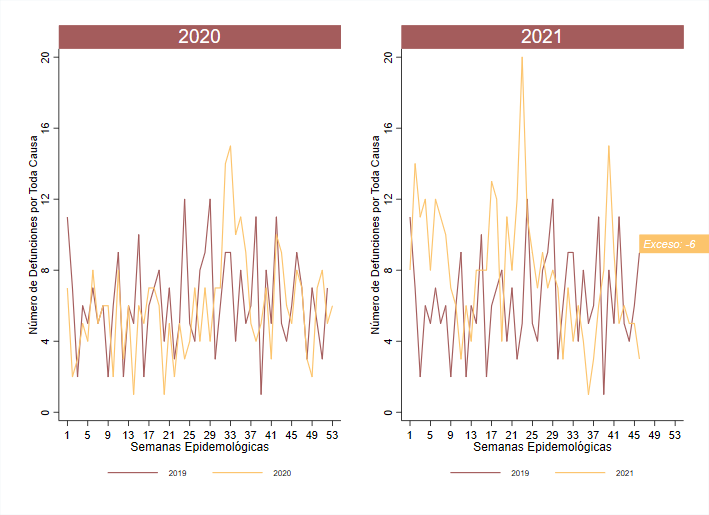 2020
Número de Defunciones por Toda Causa
20
16
12
8
4
0
1 5 9 13 17 21 25 29 33 37 41 45 49 53
Semanas Epidemológicas
2019 2020
2021
Número de Defunciones por Toda Causa
20
16
12
8
4
0
Exceso: -6
1 5 9 13 17 21 25 29 33 37 41 45 49 53
Semanas Epidemológicas
2019 2021